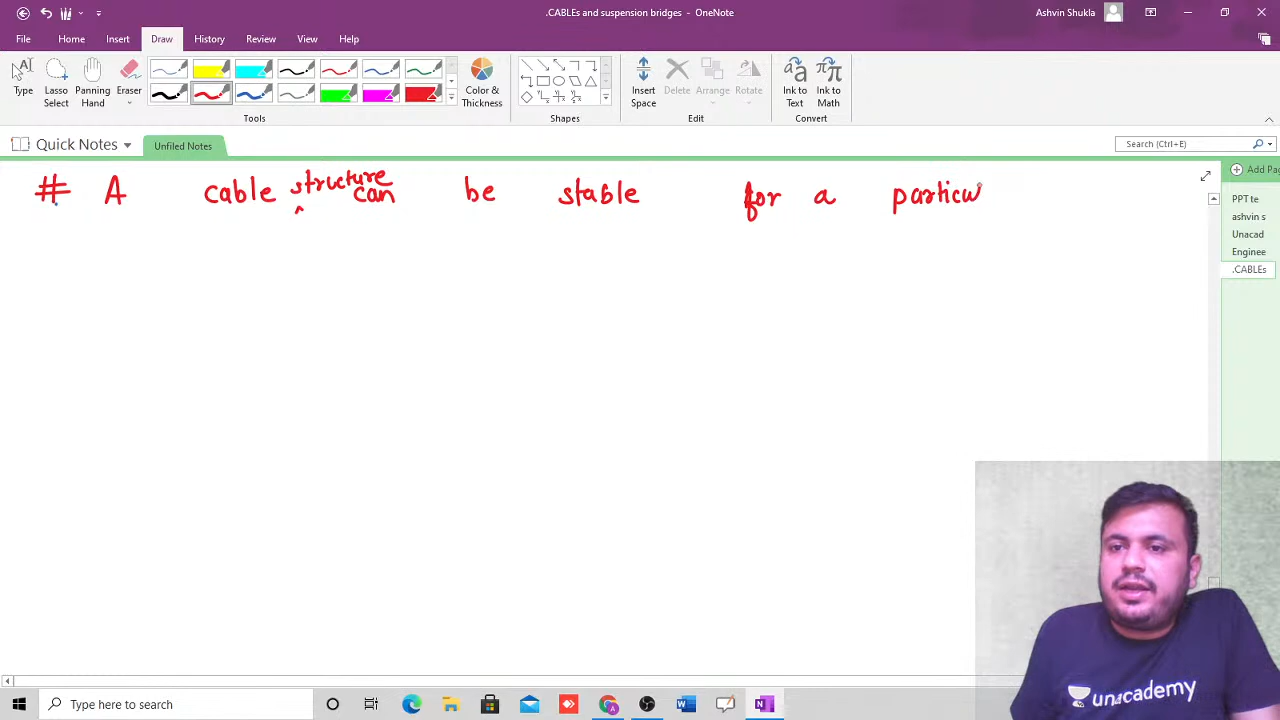 .CABLEs and suspension bridges - OneNote
Ashvin Shukla
File Home Insert Draw History Review View Help
Type
Lasso Select
Panning Hand
Eraser
Color & Thickness
Insert Space
Delete
Arrange
Rotate
Ink to Text
Ink to Math
Tools
Shapes
Edit
Convert
Quick Notes
Unfiled Notes
Search (Ctrl+E)
Add Pag
# A cable structure can be stable for a particu
PPT te
ashvin s
Unacad
Enginee
.CABLEs
unacademy
Type here to search